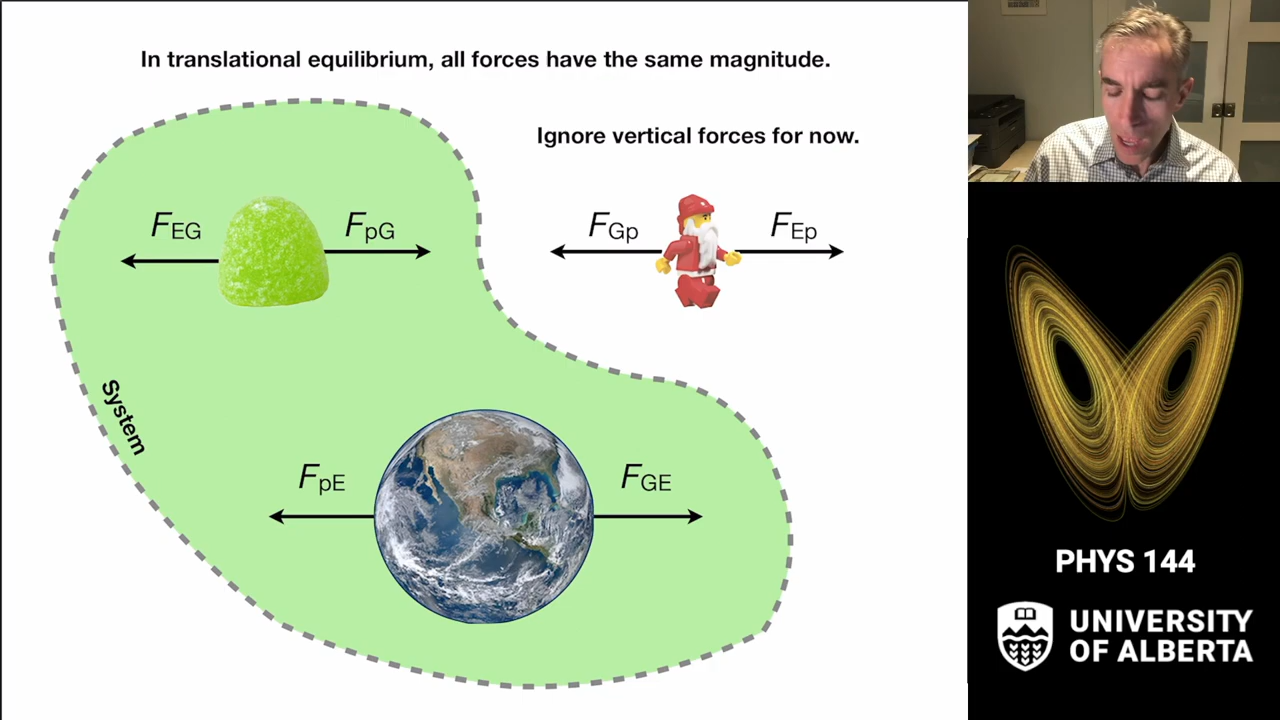 In translational equilibrium, all forces have the same magnitude.
Ignore vertical forces for now.
FEG
FpG
FGp
FEp
System
FpE
FGE
PHYS 144
UNIVERSITY
OF ALBERTA